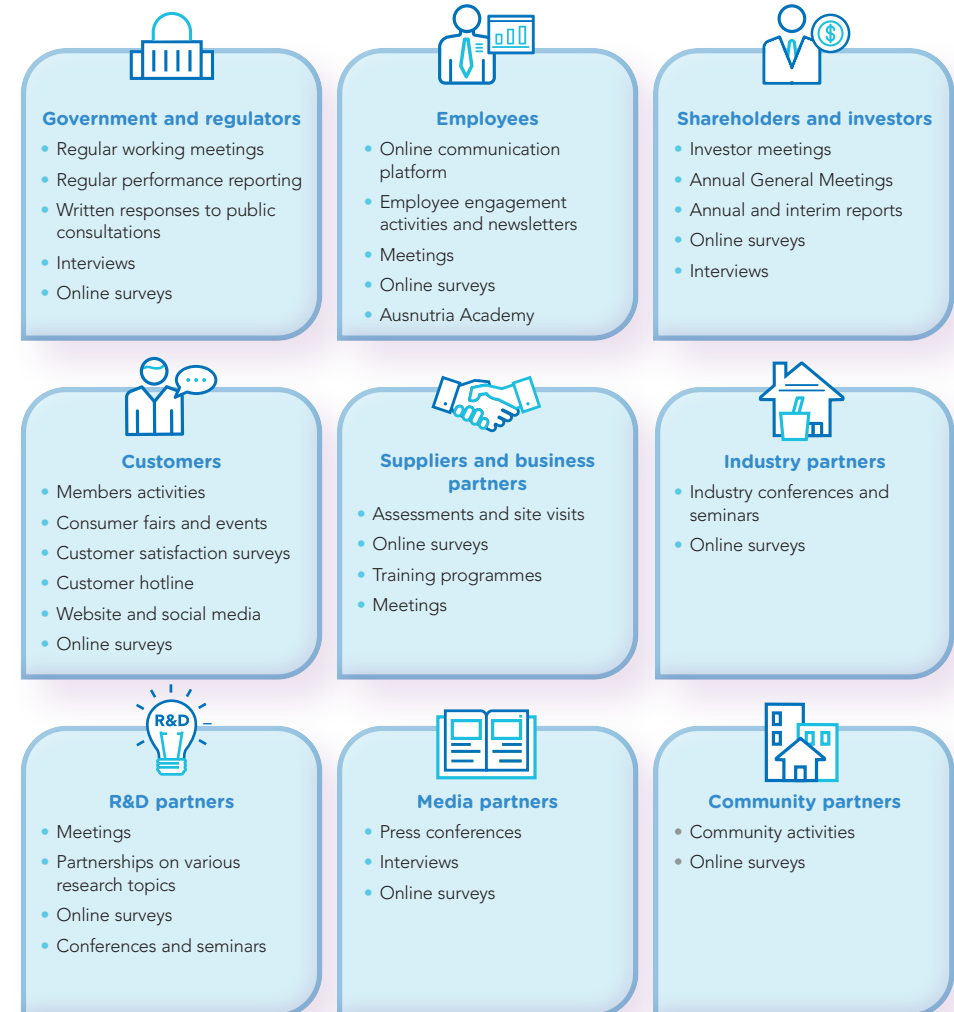 Government and regulators
• Regular working meetings
• Regular performance reporting
• Written responses to public
consultations
• Interviews
• Online surveys
Employees
• Online communication
platform
• Employee engagement
activities and newsletters
• Meetings
• Online surveys
• Ausnutria Academy
$
Shareholders and investors
• Investor meetings
• Annual General Meetings
• Annual and interim reports
• Online surveys
• Interviews
Customers
• Members activities
• Consumer fairs and events
• Customer satisfaction surveys
• Customer hotline
• Website and social media
• Online surveys
Suppliers and business
partners
• Assessments and site visits
• Online surveys
• Training programmes
• Meetings
Industry partners
• Industry conferences and
seminars
• Online surveys
R&D
R&D partners
• Meetings
• Partnerships on various
research topics
• Online surveys
• Conferences and seminars
Media partners
• Press conferences
• Interviews
• Online surveys
Community partners
• Community activities
• Online surveys